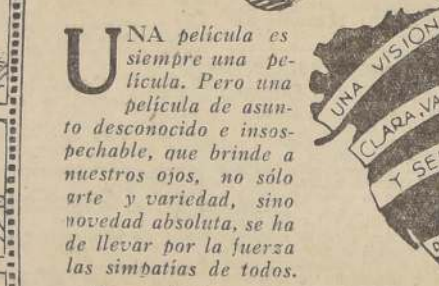 UNA película es
siempre una pe-
lícula. Pero una
película de asun-
to desconocido e insos-
pechable, que brinde a
nuestros ojos, no sólo
arte y variedad, sino
novedad absoluta, se ha
de llevar por la fuerza
las simpatías de todos.
UNA VISIÓN
CLARA, VA
Y SE